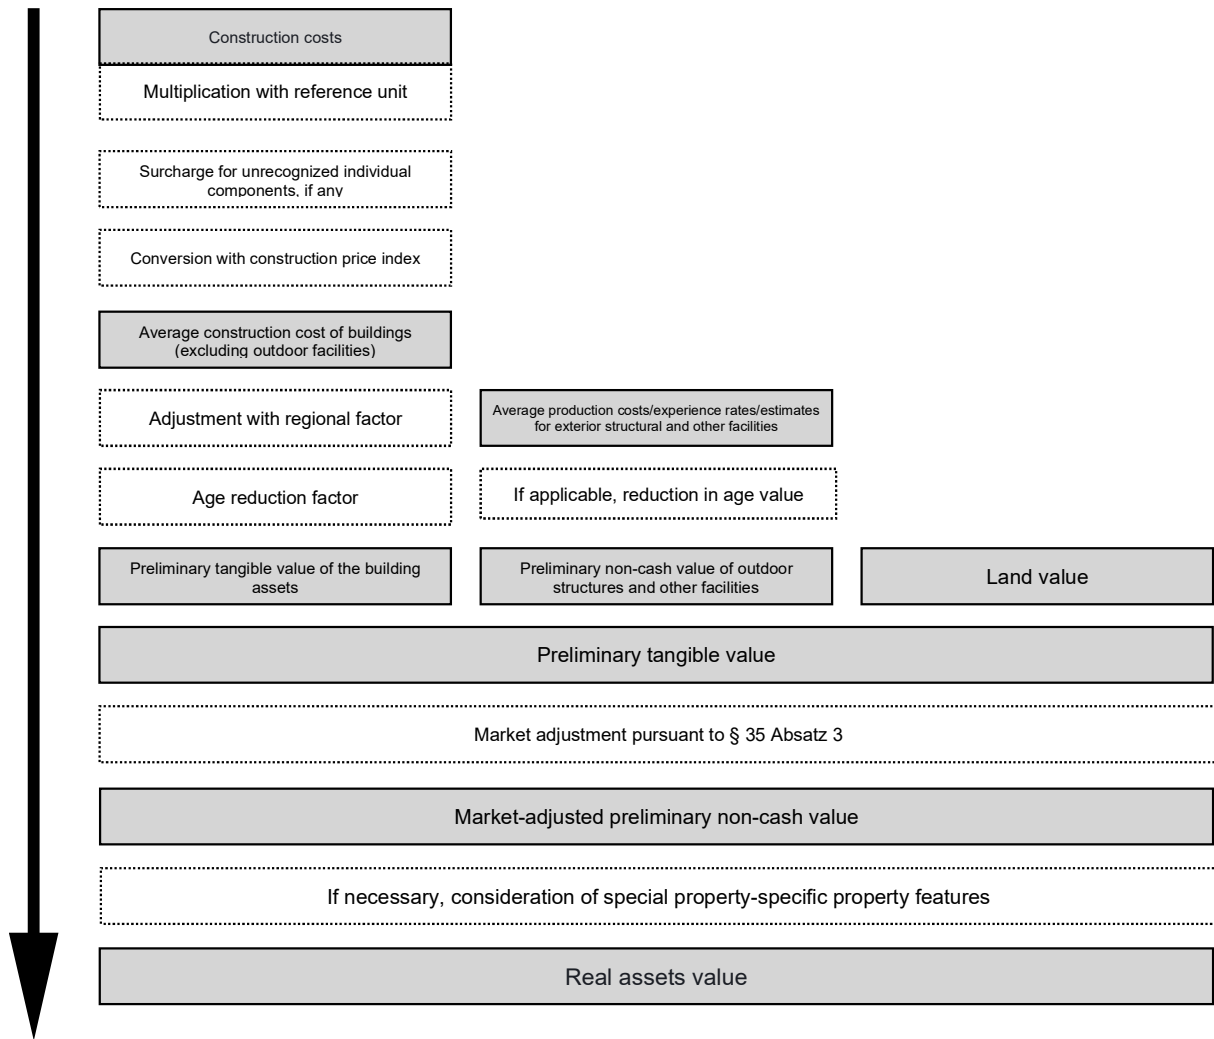 Construction costs
Multiplication with reference unit
Surcharge for unrecognized individual
components, if any
Conversion with construction price index
Average construction cost of buildings
(excluding outdoor facilities)
Adjustment with regional factor
Average production costs/experience rates/estimates
for exterior structural and other facilities
Age reduction factor
If applicable, reduction in age value
Preliminary tangible value of the building
assets
Preliminary non-cash value of outdoor
structures and other facilities
Land value
Preliminary tangible value
Market adjustment pursuant to § 35 Absatz 3
Market-adjusted preliminary non-cash value
If necessary, consideration of special property-specific property features
Real assets value